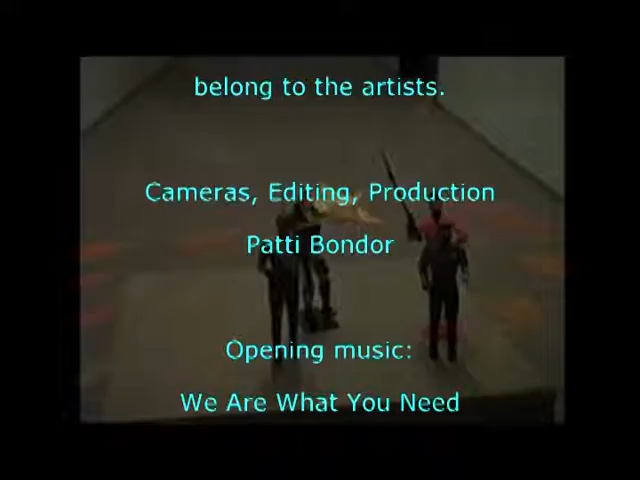 belong to the artists.
Cameras, Editing, Production
Patti Bondor
Opening music:
We Are What You Need